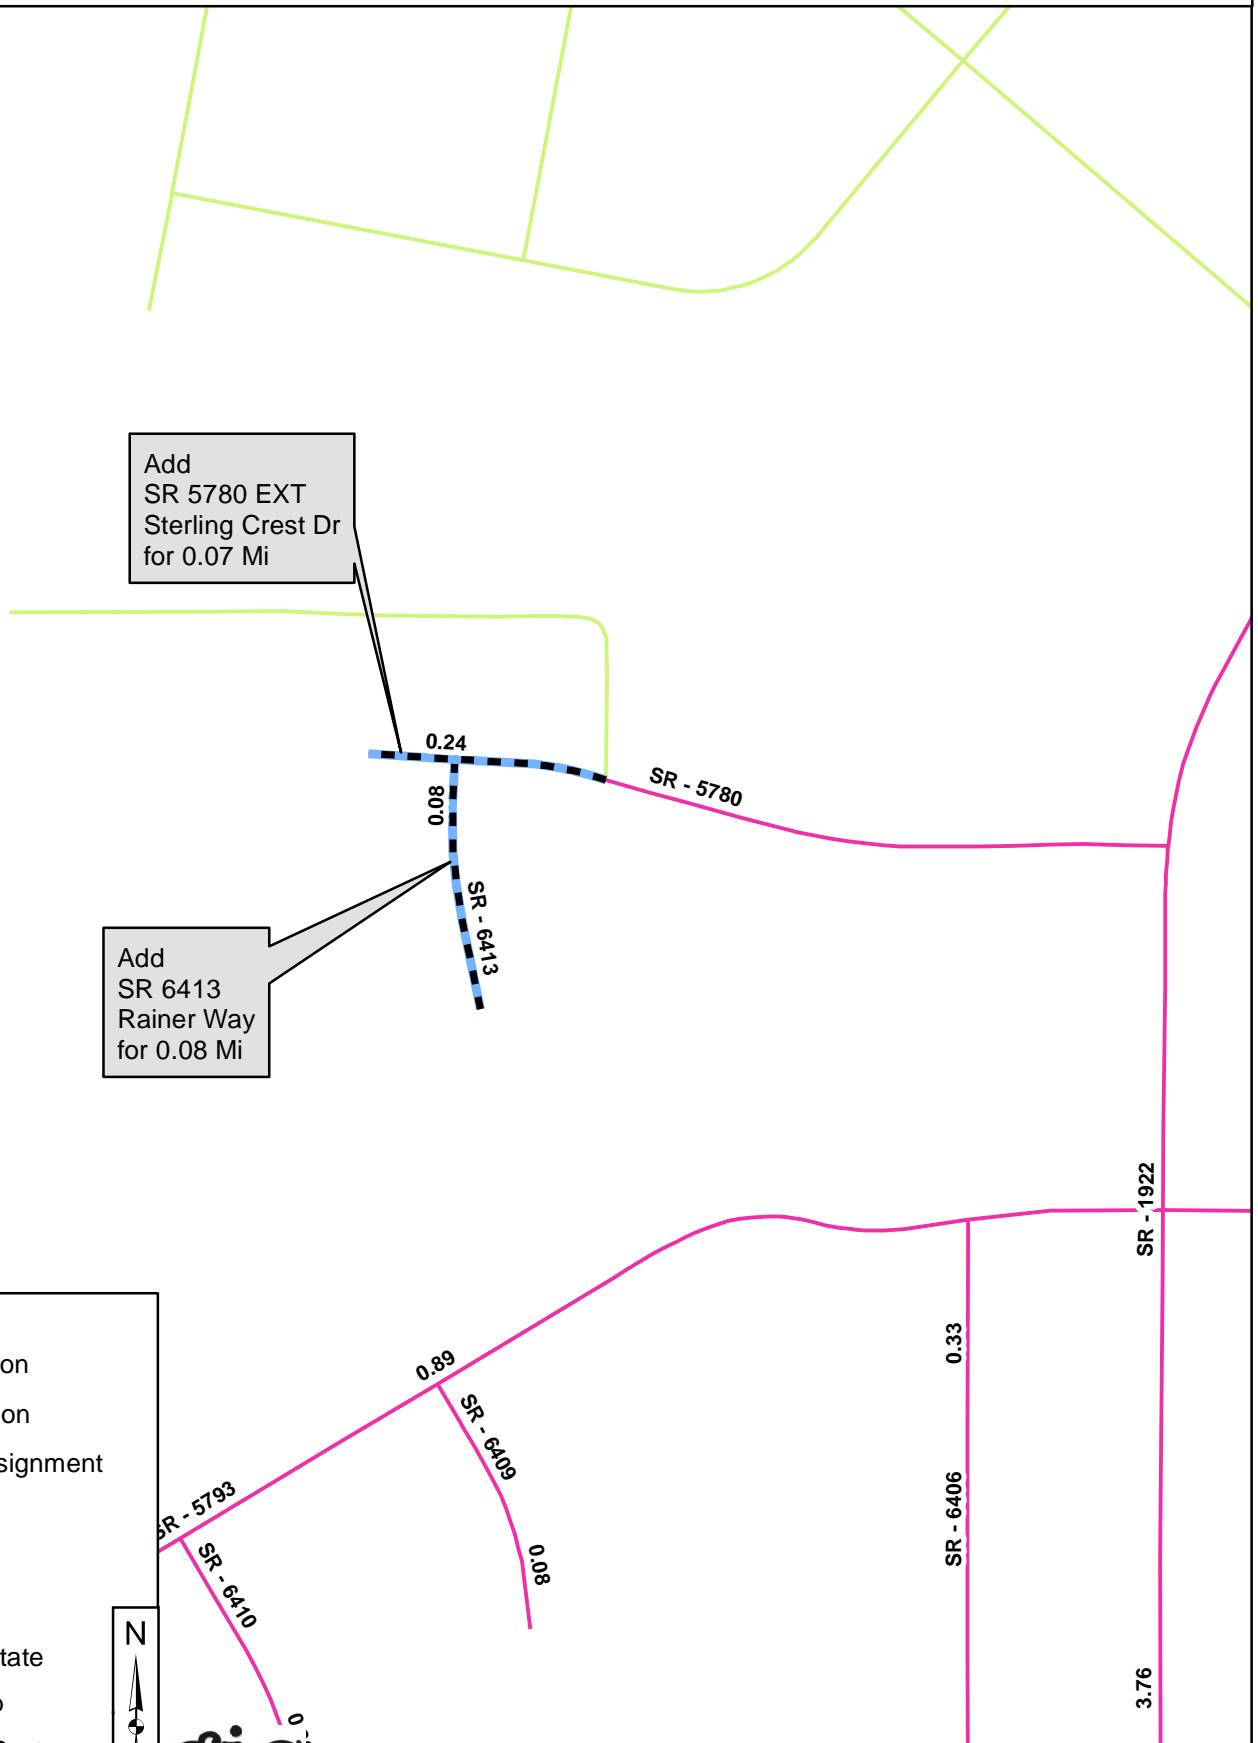 Add
SR 5780 EXT
Sterling Crest Dr
for 0.07 Mi
0.24
SR - 5780
0.08
SR - 6413
Add
SR 6413
Rainer Way
for 0.08 Mi
SR - 1922
0.33
0.89
SR - 6409
SR - 6406
SR - 5793
0.08
SR - 6410
3.76
on
on
signment
N
tate